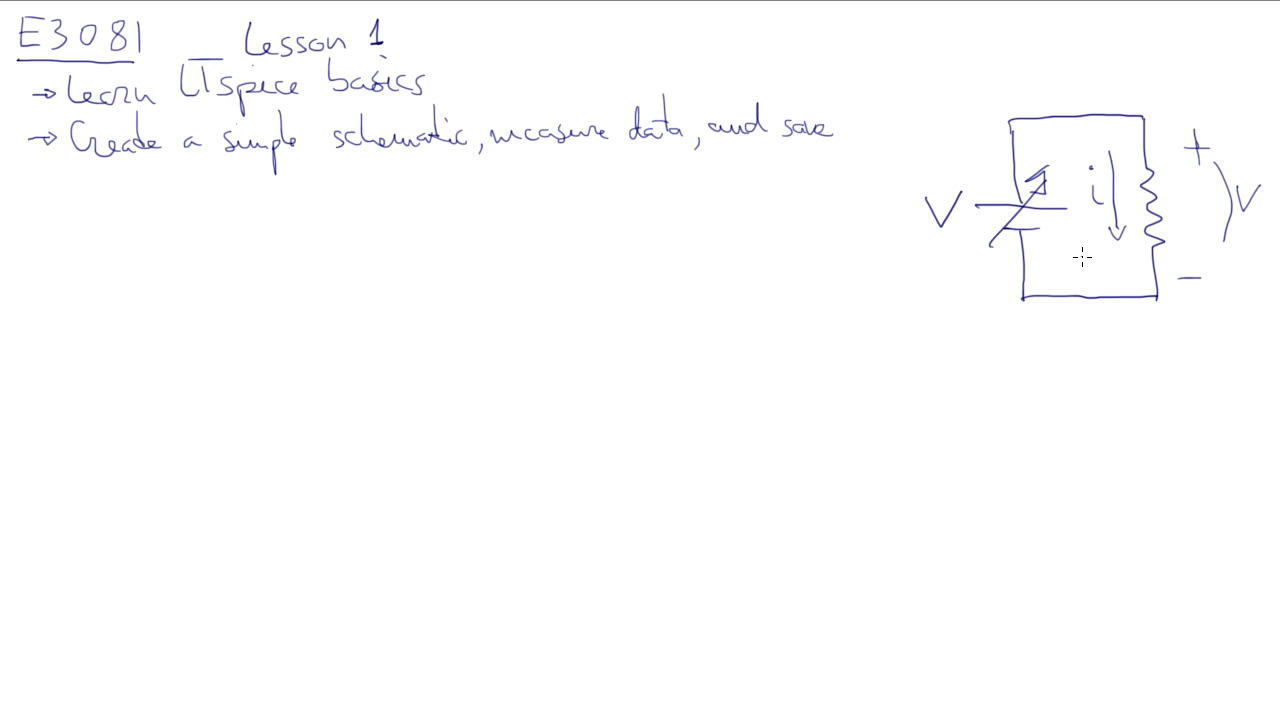 E3081 Lesson 1
→ Learn LTspice basics
→ Create a simple schematic, measure data, and save
+
V i V
−